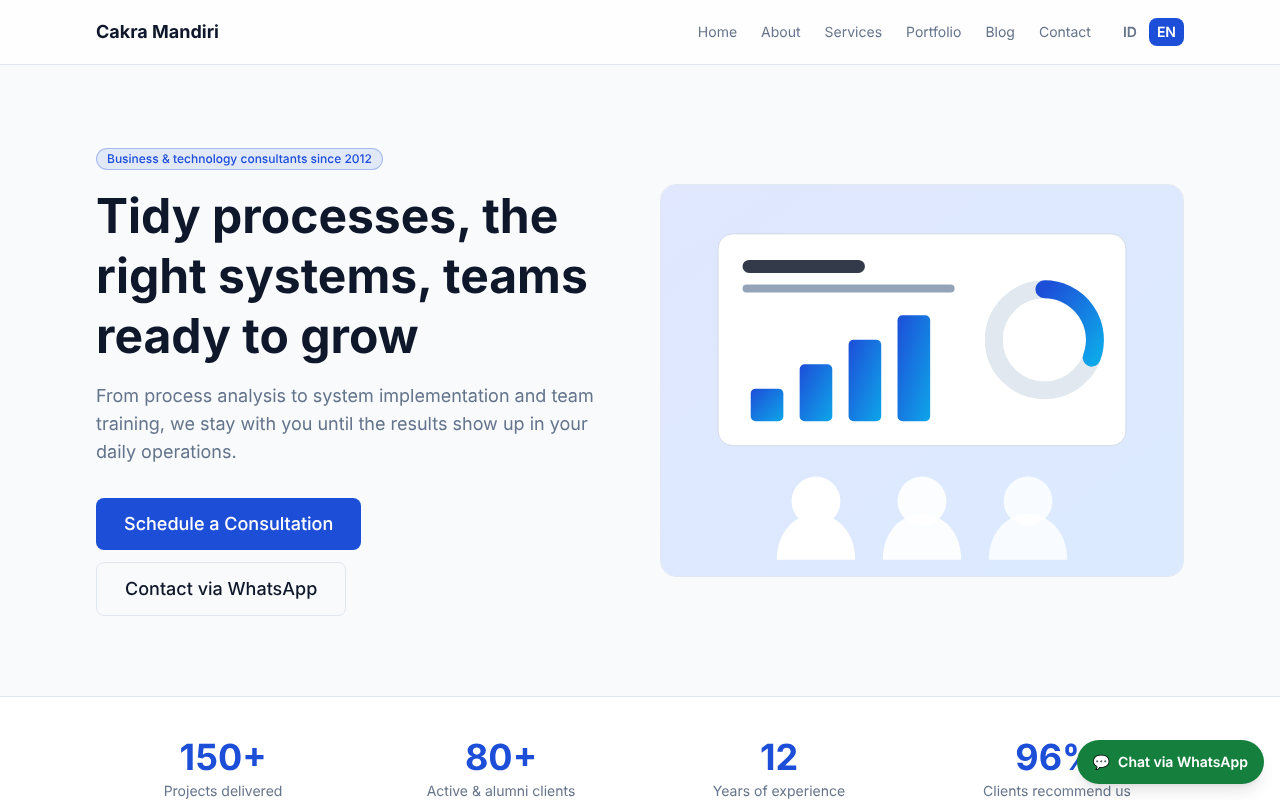 Cakra Mandiri
Home
About
Services
Portfolio
Blog
Contact
ID
EN
Business & technology consultants since 2012
Tidy processes, the
right systems, teams
ready to grow
From process analysis to system implementation and team
training, we stay with you until the results show up in your
daily operations.
Schedule a Consultation
Contact via WhatsApp
150+
Projects delivered
80+
Active & alumni clients
12
Years of experience
96%
Clients recommend us
Chat via WhatsApp